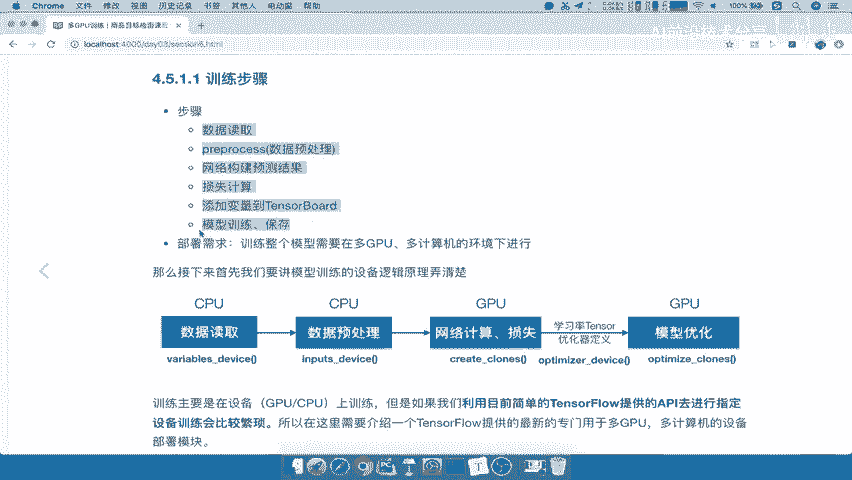 Chrome 文件 修改 视图 历史记录 书签 其他人 电动窗 帮助
100%
多GPU训练 | 商品目标检测课
localhost:4000/day03/section6.html
4.5.1.1 训练步骤
步骤
数据读取
preprocess(数据预处理)
网络构建预测结果
损失计算
添加变量到TensorBoard
模型训练、保存
部署需求：训练整个模型需要在多GPU、多计算机的环境下进行
那么接下来首先我们要讲模型训练的设备逻辑原理弄清楚
CPU CPU GPU GPU
数据读取 数据预处理 网络计算、损失 学习率Tensor 模型优化
优化器定义
variables_device() inputs_device() create_clones() optimizer_device() optimize_clones()
训练主要是在设备（GPU/CPU）上训练，但是如果我们利用目前简单的TensorFlow提供的API去进行指定
设备训练会比较繁琐。所以在这里需要介绍一个TensorFlow提供的最新的专门用于多GPU，多计算机的设备
部署模块。